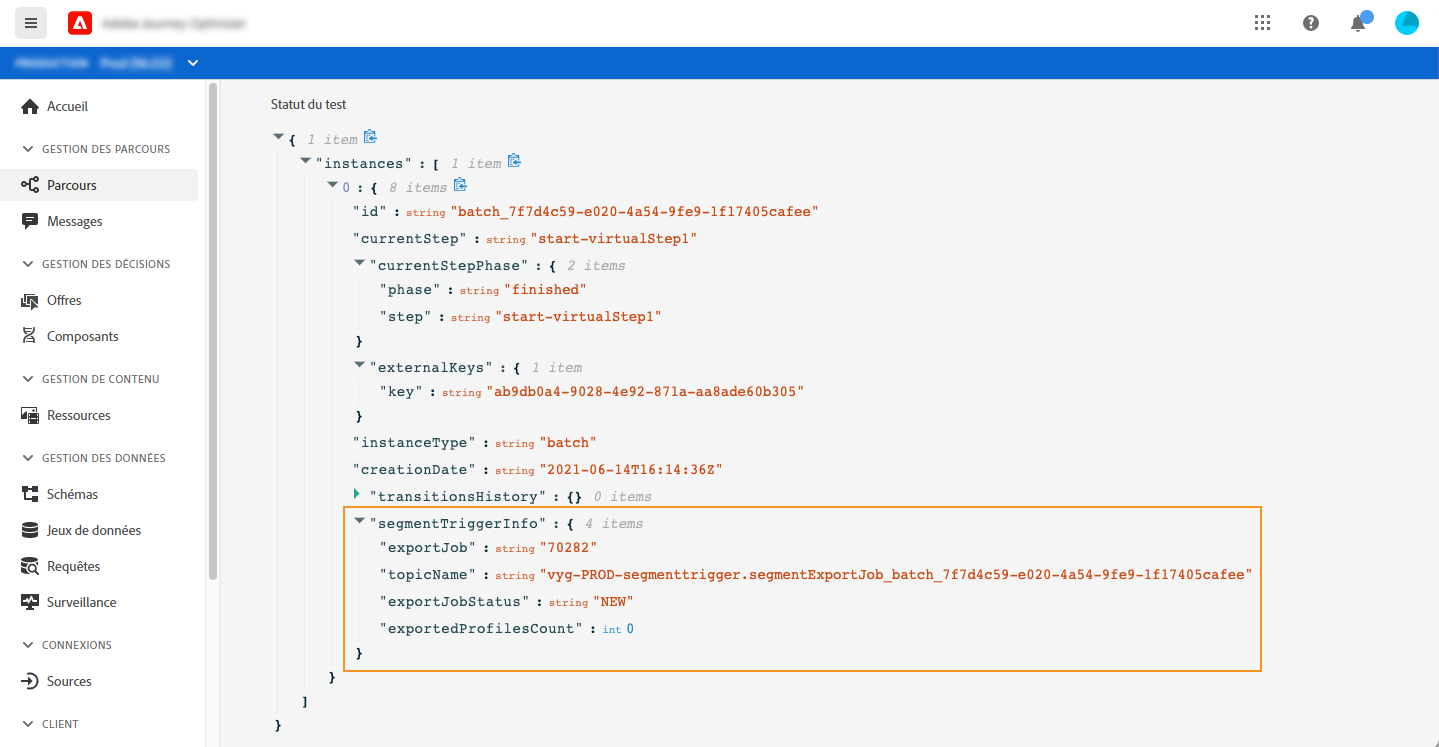 Accueil
GESTION DES PARCOURS
Parcours
Messages
GESTION DES DÉCISIONS
Offres
Composants
GESTION DE CONTENU
Ressources
GESTION DES DONNÉES
Schémas
Jeux de données
Requêtes
Surveillance
CONNEXIONS
Sources
CLIENT
Statut du test
{ 1 item
"instances" : [ 1 item
0 : { 8 items
"id" : string "batch_7f7d4c59-e020-4a54-9fe9-1f17405cafee"
"currentStep" : string "start-virtualStep1"
"currentStepPhase" : { 2 items
"phase" : string "finished"
"step" : string "start-virtualStep1"
}
"externalKeys" : { 1 item
"key" : string "ab9db0a4-9028-4e92-871a-aa8ade60b305"
}
"instanceType" : string "batch"
"creationDate" : string "2021-06-14T16:14:36Z"
"transitionsHistory" : {} 0 items
"segmentTriggerInfo" : { 4 items
"exportJob" : string "70282"
"topicName" : string "vyg-PROD-segmenttrigger.segmentExportJob_batch_7f7d4c59-e020-4a54-9fe9-1f17405cafee"
"exportJobStatus" : string "NEW"
"exportedProfilesCount" : int 0
}
}
]
}